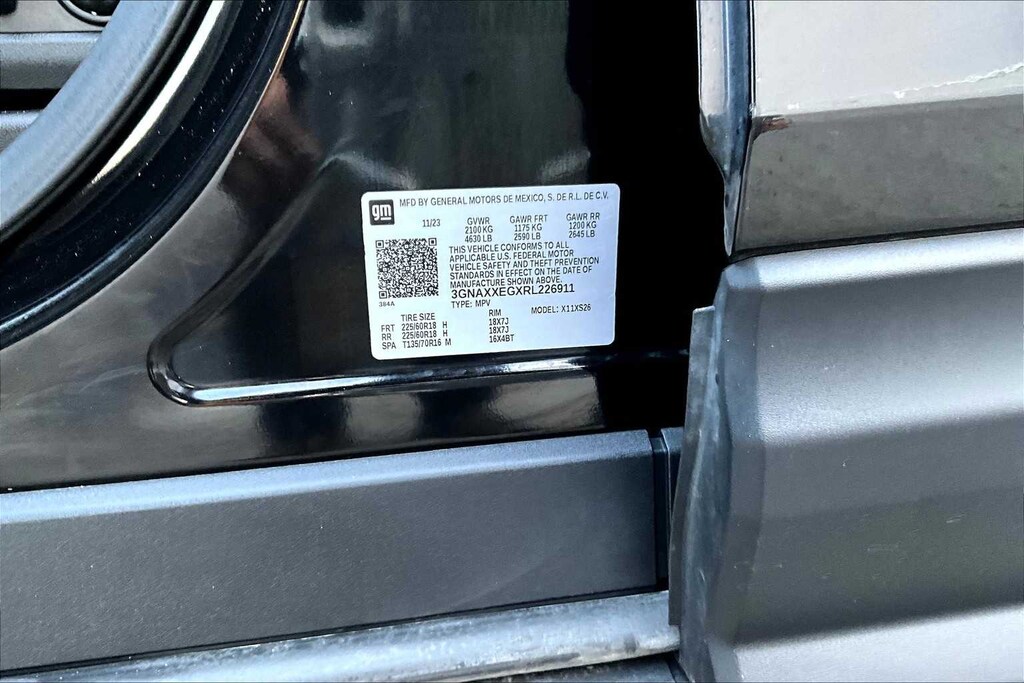 gm MFD BY GENERAL MOTORS DE MEXICO, S. DE R.L. DE C.V.
11/23 GVWR GAWR FRT GAWR RR
2100 KG 1175 KG 1200 KG
4630 LB 2590 LB 2645 LB
THIS VEHICLE CONFORMS TO ALL
APPLICABLE U.S. FEDERAL MOTOR
VEHICLE SAFETY AND THEFT PREVENTION
STANDARDS IN EFFECT ON THE DATE OF
MANUFACTURE SHOWN ABOVE.
3GNAXXEGXRL226911
384A
TYPE: MPV MODEL: X11XS26
TIRE SIZE RIM
FRT 225/60R18 H 18X7J
RR 225/60R18 H 18X7J
SPA T135/70R16 M 16X4BT